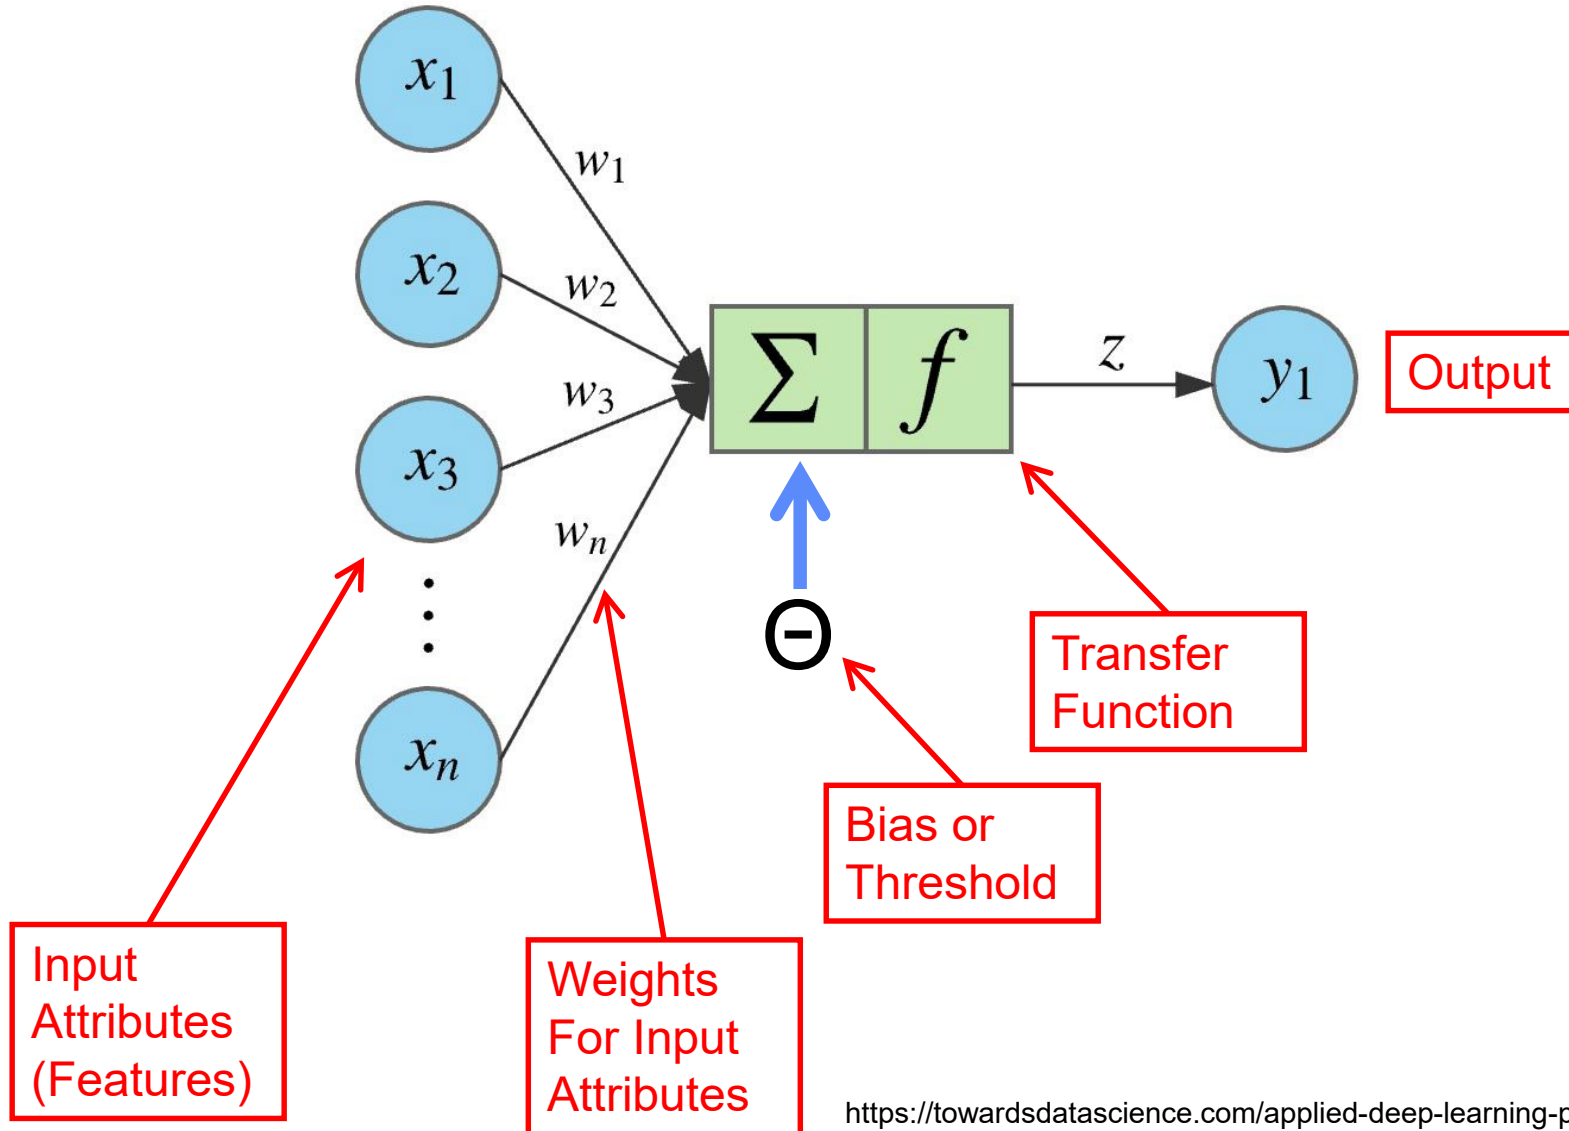 x₁
w₁
x₂
w₂
w₃
Σ f
z
y₁
Output
x₃
wₙ
Θ
Transfer
Function
xₙ
Bias or
Threshold
Input
Attributes
(Features)
Weights
For Input
Attributes
https://towardsdatascience.com/applied-deep-learning-p